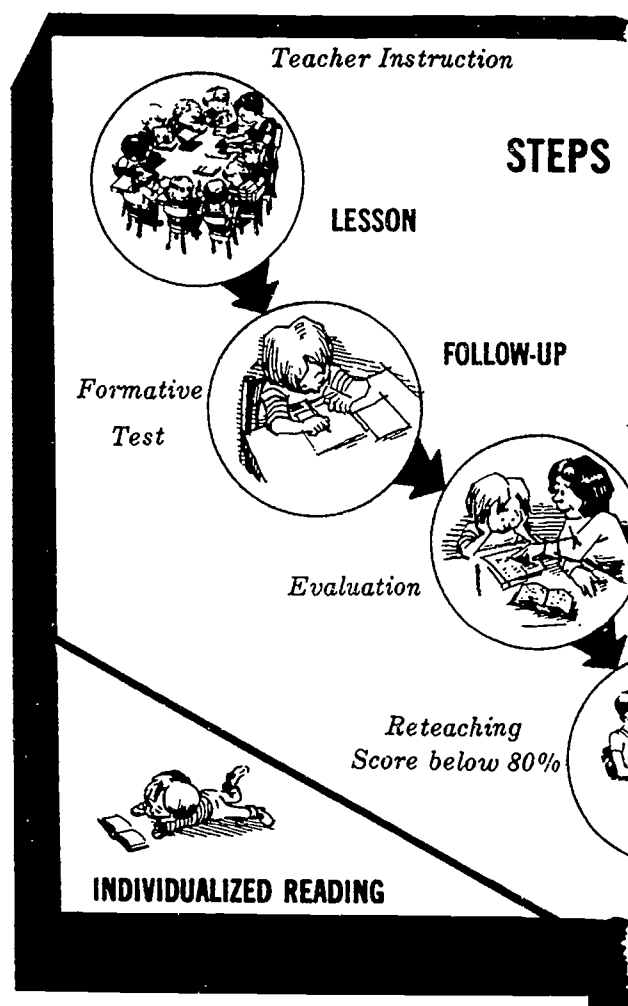 Teacher Instruction
STEPS
LESSON
FOLLOW-UP
Formative
Test
Evaluation
Reteaching
Score below 80%
INDIVIDUALIZED READING